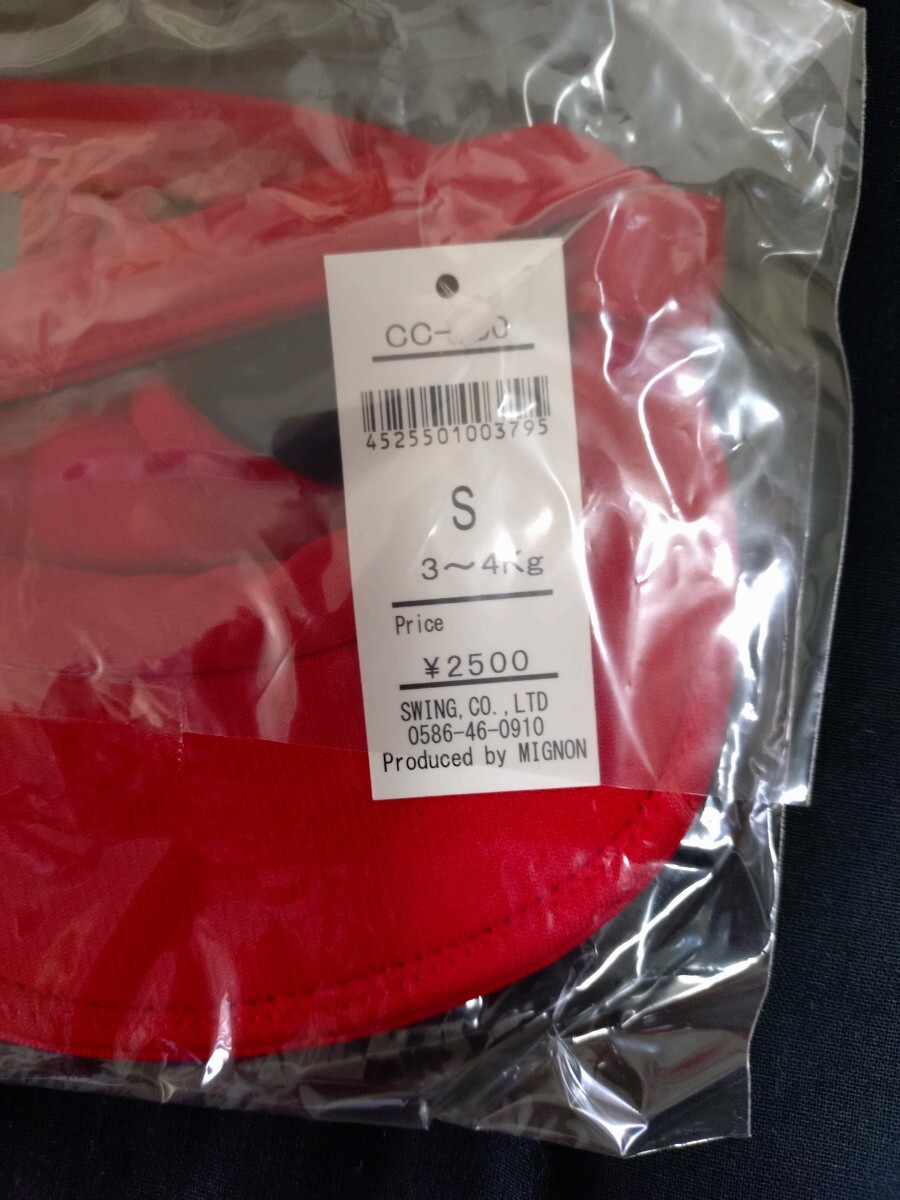 4525501003795
S
3～4Kg
Price
¥2500
SWING,CO.,LTD
0586-46-0910
Produced by MIGNON